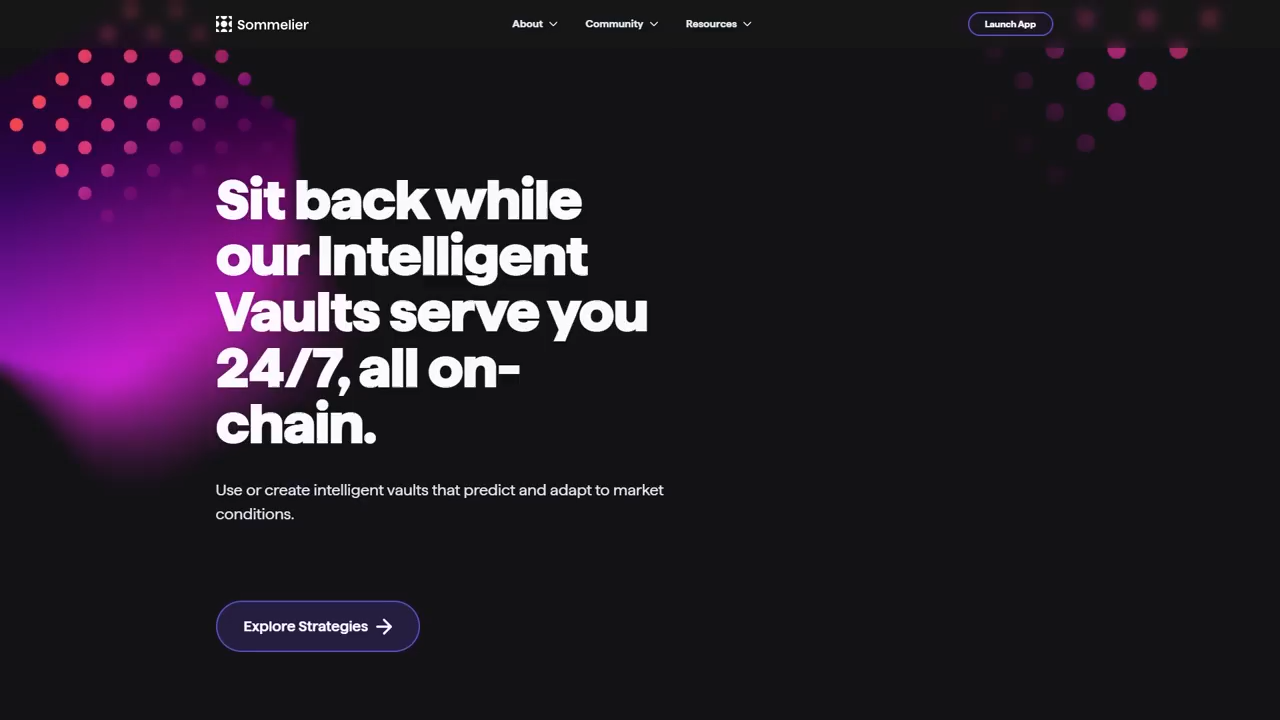 Sommelier
About
Community
Resources
Launch App
Sit back while
our Intelligent
Vaults serve you
24/7, all on-
chain.
Use or create intelligent vaults that predict and adapt to market
conditions.
Explore Strategies